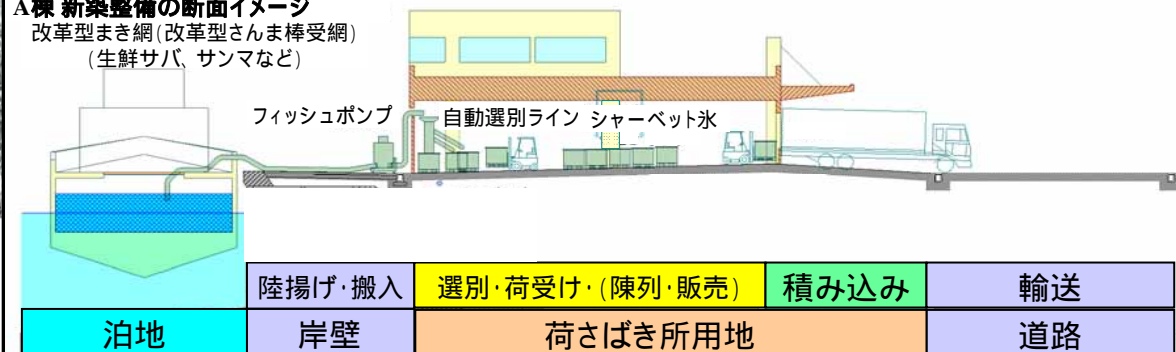 A棟 新築整備の断面イメージ
改革型まき網(改革型さんま棒受網)
(生鮮サバ、サンマなど)
フィッシュポンプ 自動選別ライン シャーベット氷
陸揚げ・搬入 選別・荷受け・(陳列・販売) 積み込み 輸送
泊地 岸壁 荷さばき所用地 道路